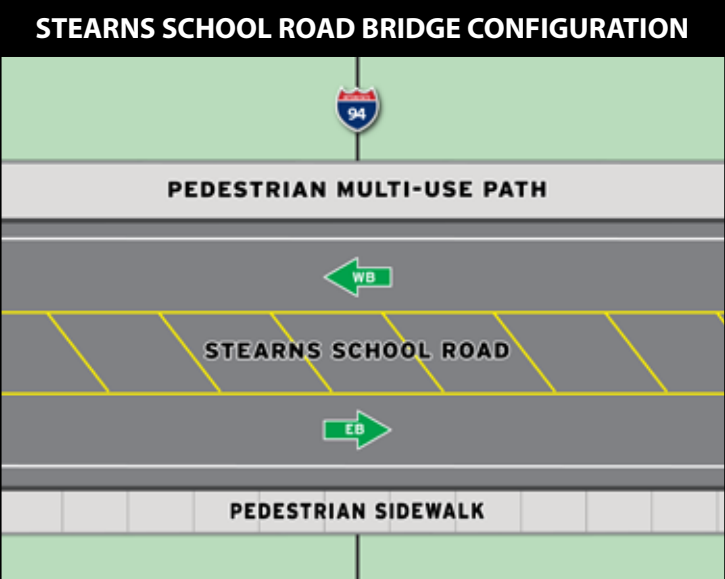 STEARNS SCHOOL ROAD BRIDGE CONFIGURATION
94
PEDESTRIAN MULTI-USE PATH
WB
STEARNS SCHOOL ROAD
EB
PEDESTRIAN SIDEWALK